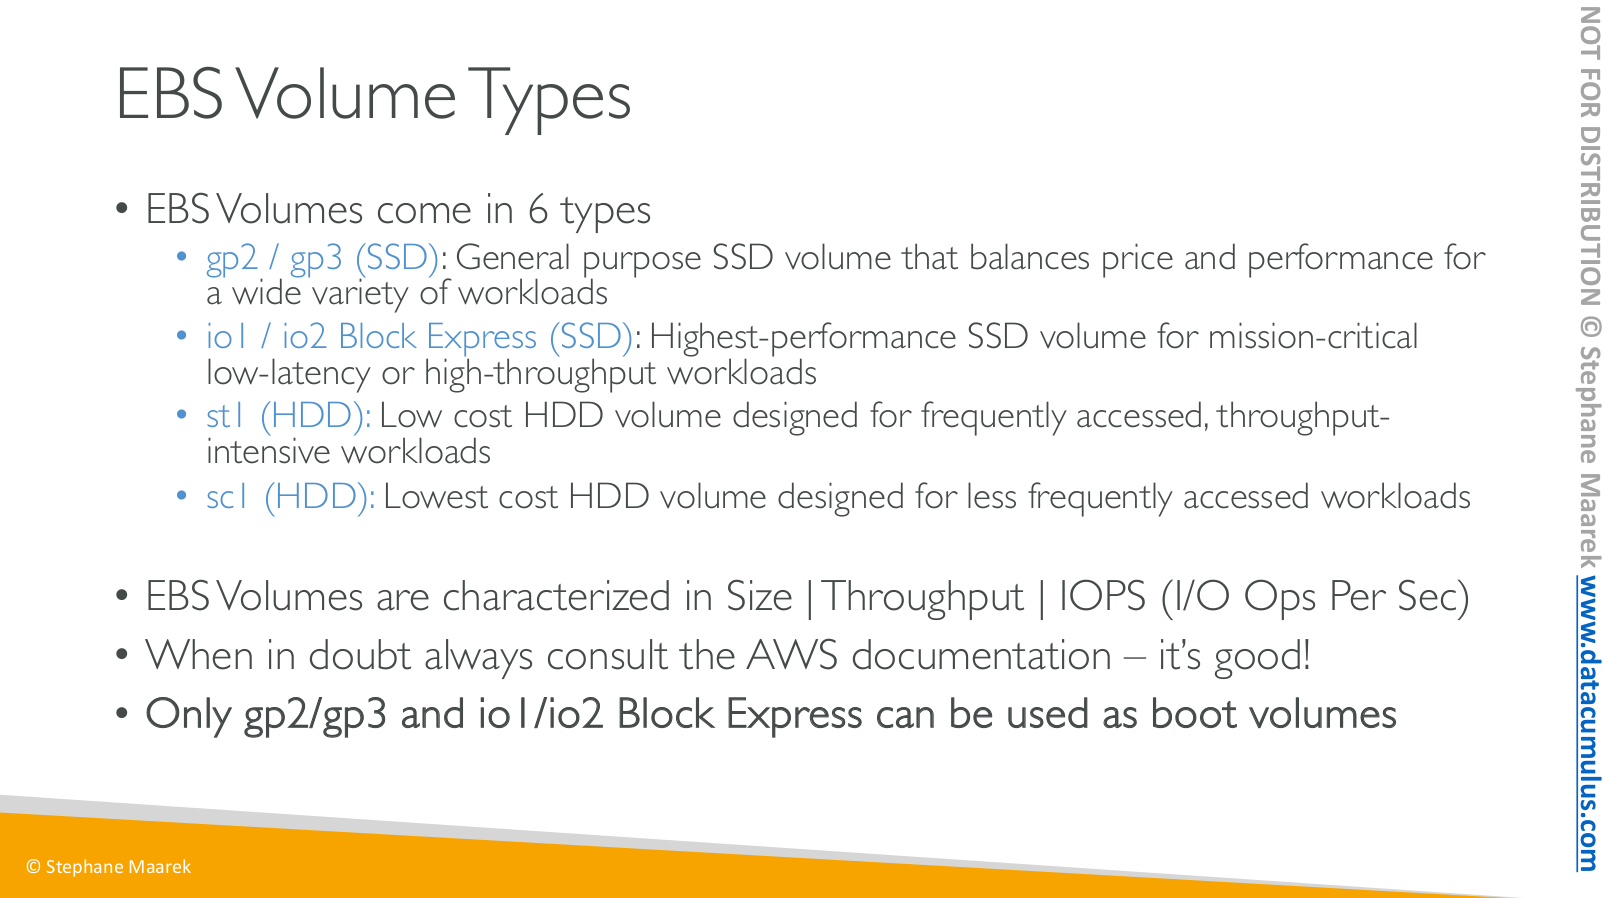 EBS Volume Types
• EBS Volumes come in 6 types
• gp2 / gp3 (SSD): General purpose SSD volume that balances price and performance for
a wide variety of workloads
• io1 / io2 Block Express (SSD): Highest-performance SSD volume for mission-critical
low-latency or high-throughput workloads
• st1 (HDD): Low cost HDD volume designed for frequently accessed, throughput-
intensive workloads
• sc1 (HDD): Lowest cost HDD volume designed for less frequently accessed workloads
• EBS Volumes are characterized in Size | Throughput | IOPS (I/O Ops Per Sec)
• When in doubt always consult the AWS documentation – it’s good!
• Only gp2/gp3 and io1/io2 Block Express can be used as boot volumes
© Stephane Maarek
NOT FOR DISTRIBUTION © Stephane Maarek www.datacumulus.com